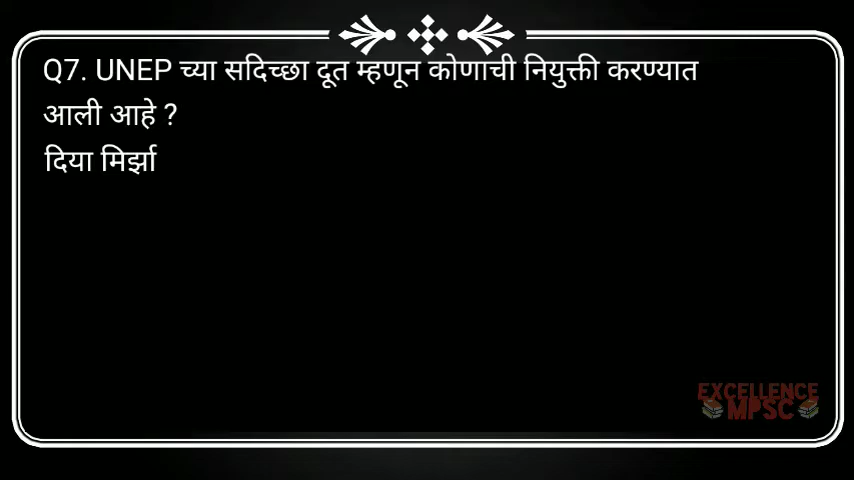 Q7. UNEP च्या सदिच्छा दूत म्हणून कोणाची नियुक्ती करण्यात
आली आहे ?
दिया मिर्झा
EXCELLENCE
MPSC